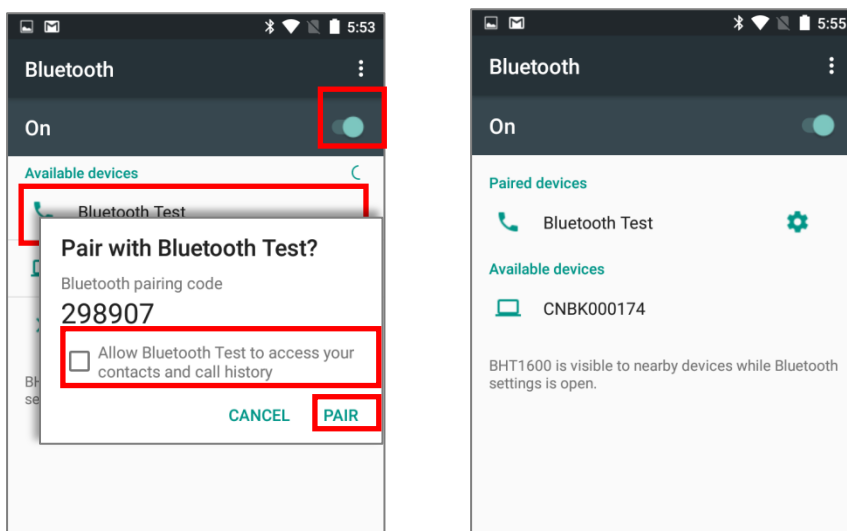 5:53
Bluetooth
On
Available devices
Bluetooth Test
Pair with Bluetooth Test?
Bluetooth pairing code
298907
Allow Bluetooth Test to access your
contacts and call history
BH
se
CANCEL PAIR
5:55
Bluetooth
On
Paired devices
Bluetooth Test
Available devices
CNBK000174
BHT1600 is visible to nearby devices while Bluetooth
settings is open.